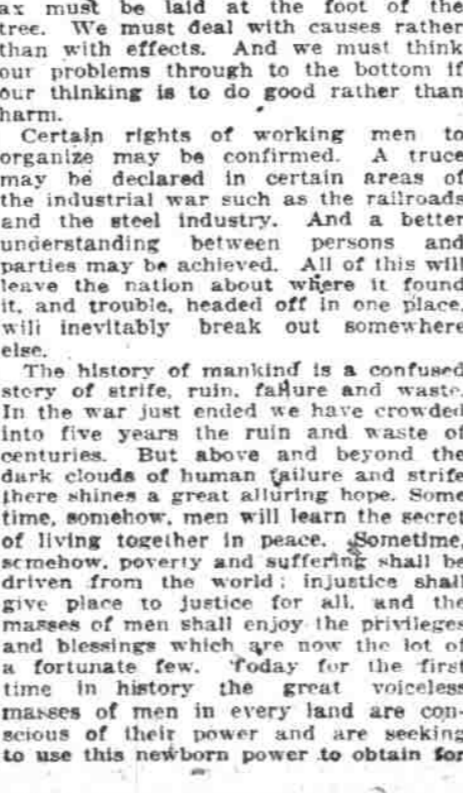 ax must be laid at the foot of the
tree. We must deal with causes rather
than with effects. And we must think
our problems through to the bottom if
our thinking is to do good rather than
harm.
Certain rights of working men to
organize may be confirmed. A truce
may be declared in certain areas of
the industrial war such as the railroads
and the steel industry. And a better
understanding between persons and
parties may be achieved. All of this will
leave the nation about where it found
it, and trouble, headed off in one place,
will inevitably break out somewhere
else.
The history of mankind is a confused
story of strife, ruin, failure and waste.
In the war just ended we have crowded
into five years the ruin and waste of
centuries. But above and beyond the
dark clouds of human failure and strife
there shines a great alluring hope. Some
time, somehow, men will learn the secret
of living together in peace. Sometime,
somehow, poverty and suffering shall be
driven from the world; injustice shall
give place to justice for all, and the
masses of men shall enjoy the privileges
and blessings which are now the lot of
a fortunate few. Today for the first
time in history the great voiceless
masses of men in every land are con-
scious of their power and are seeking
to use this newborn power to obtain for